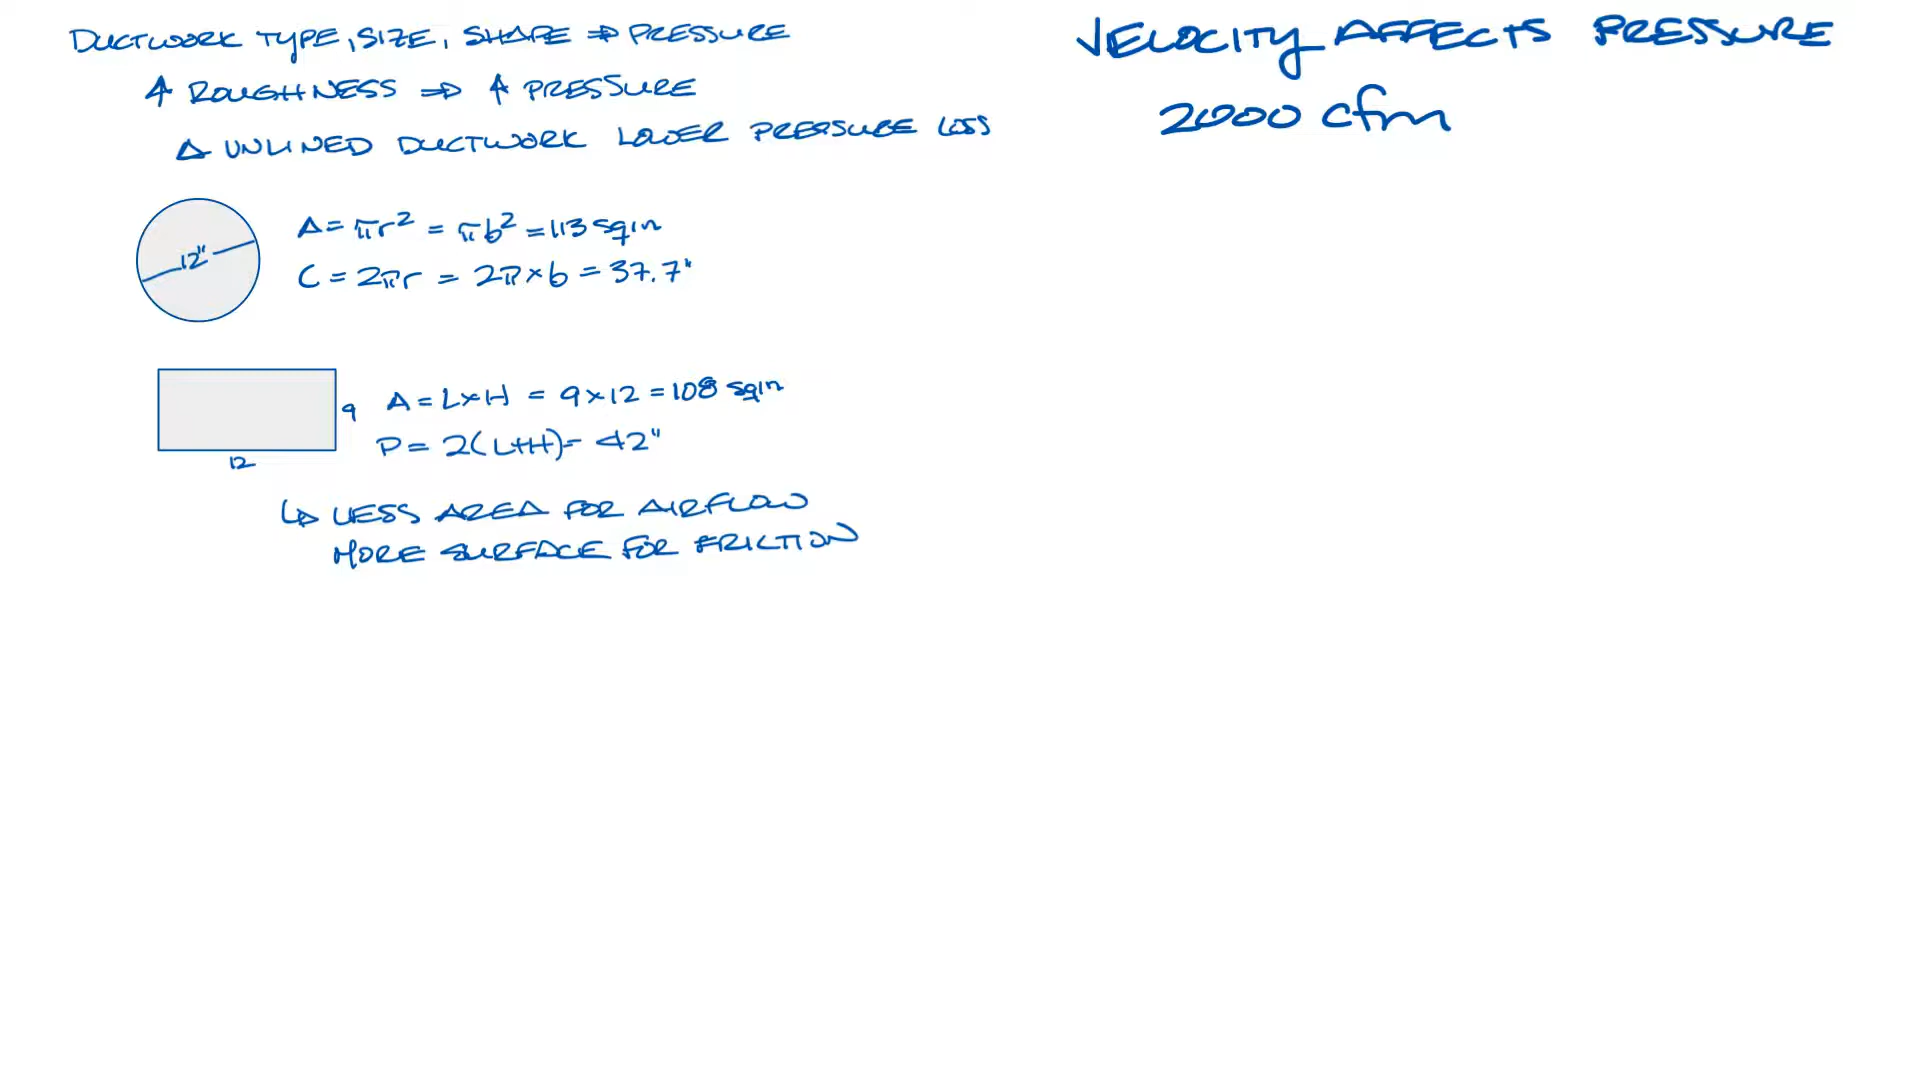 DUCTWORK TYPE, SIZE, SHAPE ⇒ PRESSURE
↑ ROUGHNESS ⇒ ↑ PRESSURE
△ UNLINED DUCTWORK LOWER PRESSURE LOSS
12"
A = πr² = π6² = 113 sqin
C = 2πr = 2π × 6 = 37.7"
9
12
A = L×H = 9×12 = 108 sqin
P = 2(L+H) = 42"
↳ LESS AREA FOR AIRFLOW
MORE SURFACE FOR FRICTION
VELOCITY AFFECTS PRESSURE
2000 cfm